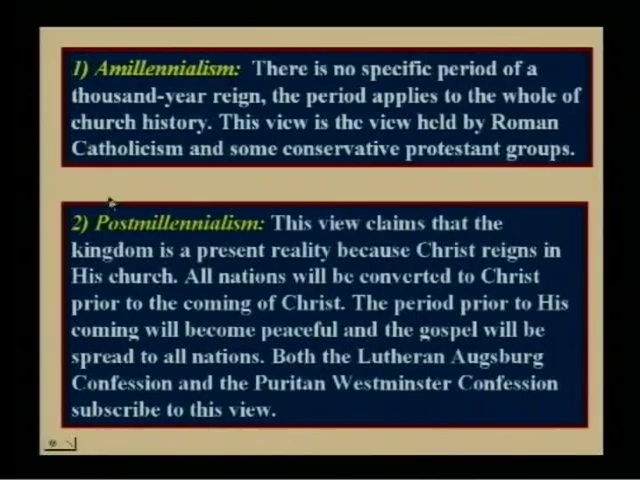 1) Amillennialism: There is no specific period of a
thousand-year reign, the period applies to the whole of
church history. This view is the view held by Roman
Catholicism and some conservative protestant groups.
2) Postmillennialism: This view claims that the
kingdom is a present reality because Christ reigns in
His church. All nations will be converted to Christ
prior to the coming of Christ. The period prior to His
coming will become peaceful and the gospel will be
spread to all nations. Both the Lutheran Augsburg
Confession and the Puritan Westminster Confession
subscribe to this view.